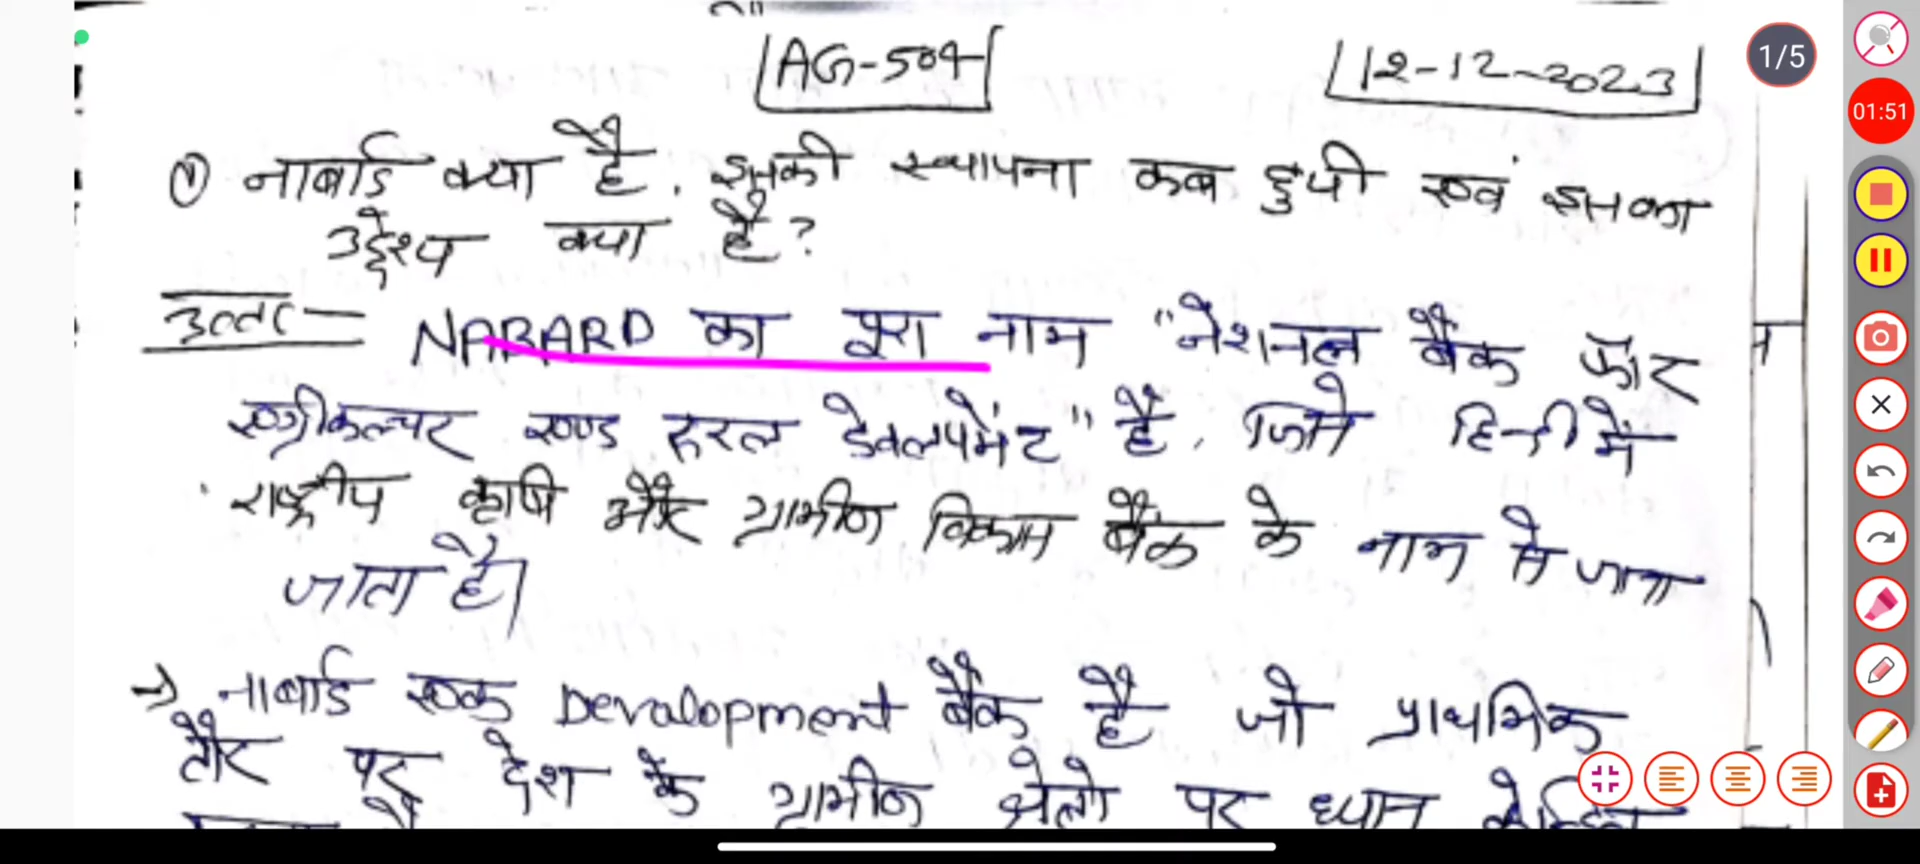 AG-504
12-12-2023
1/5
01:51
① नाबार्ड क्या है, इसकी स्थापना कब हुयी एवं इसका
उद्देश्य क्या है?
उत्तर- NABARD का पूरा नाम "नेशनल बैंक फॉर
एग्रीकल्चर एण्ड रुरल डेवलपमेंट" है, जिसे हिन्दी में
राष्ट्रीय कृषि और ग्रामीण विकास बैंक के नाम से जाना
जाता है।
→ नाबार्ड एक Devalopment बैंक है जो प्राथमिक
तौर पर देश के ग्रामीण क्षेत्रो पर ध्यान केन्द्रित